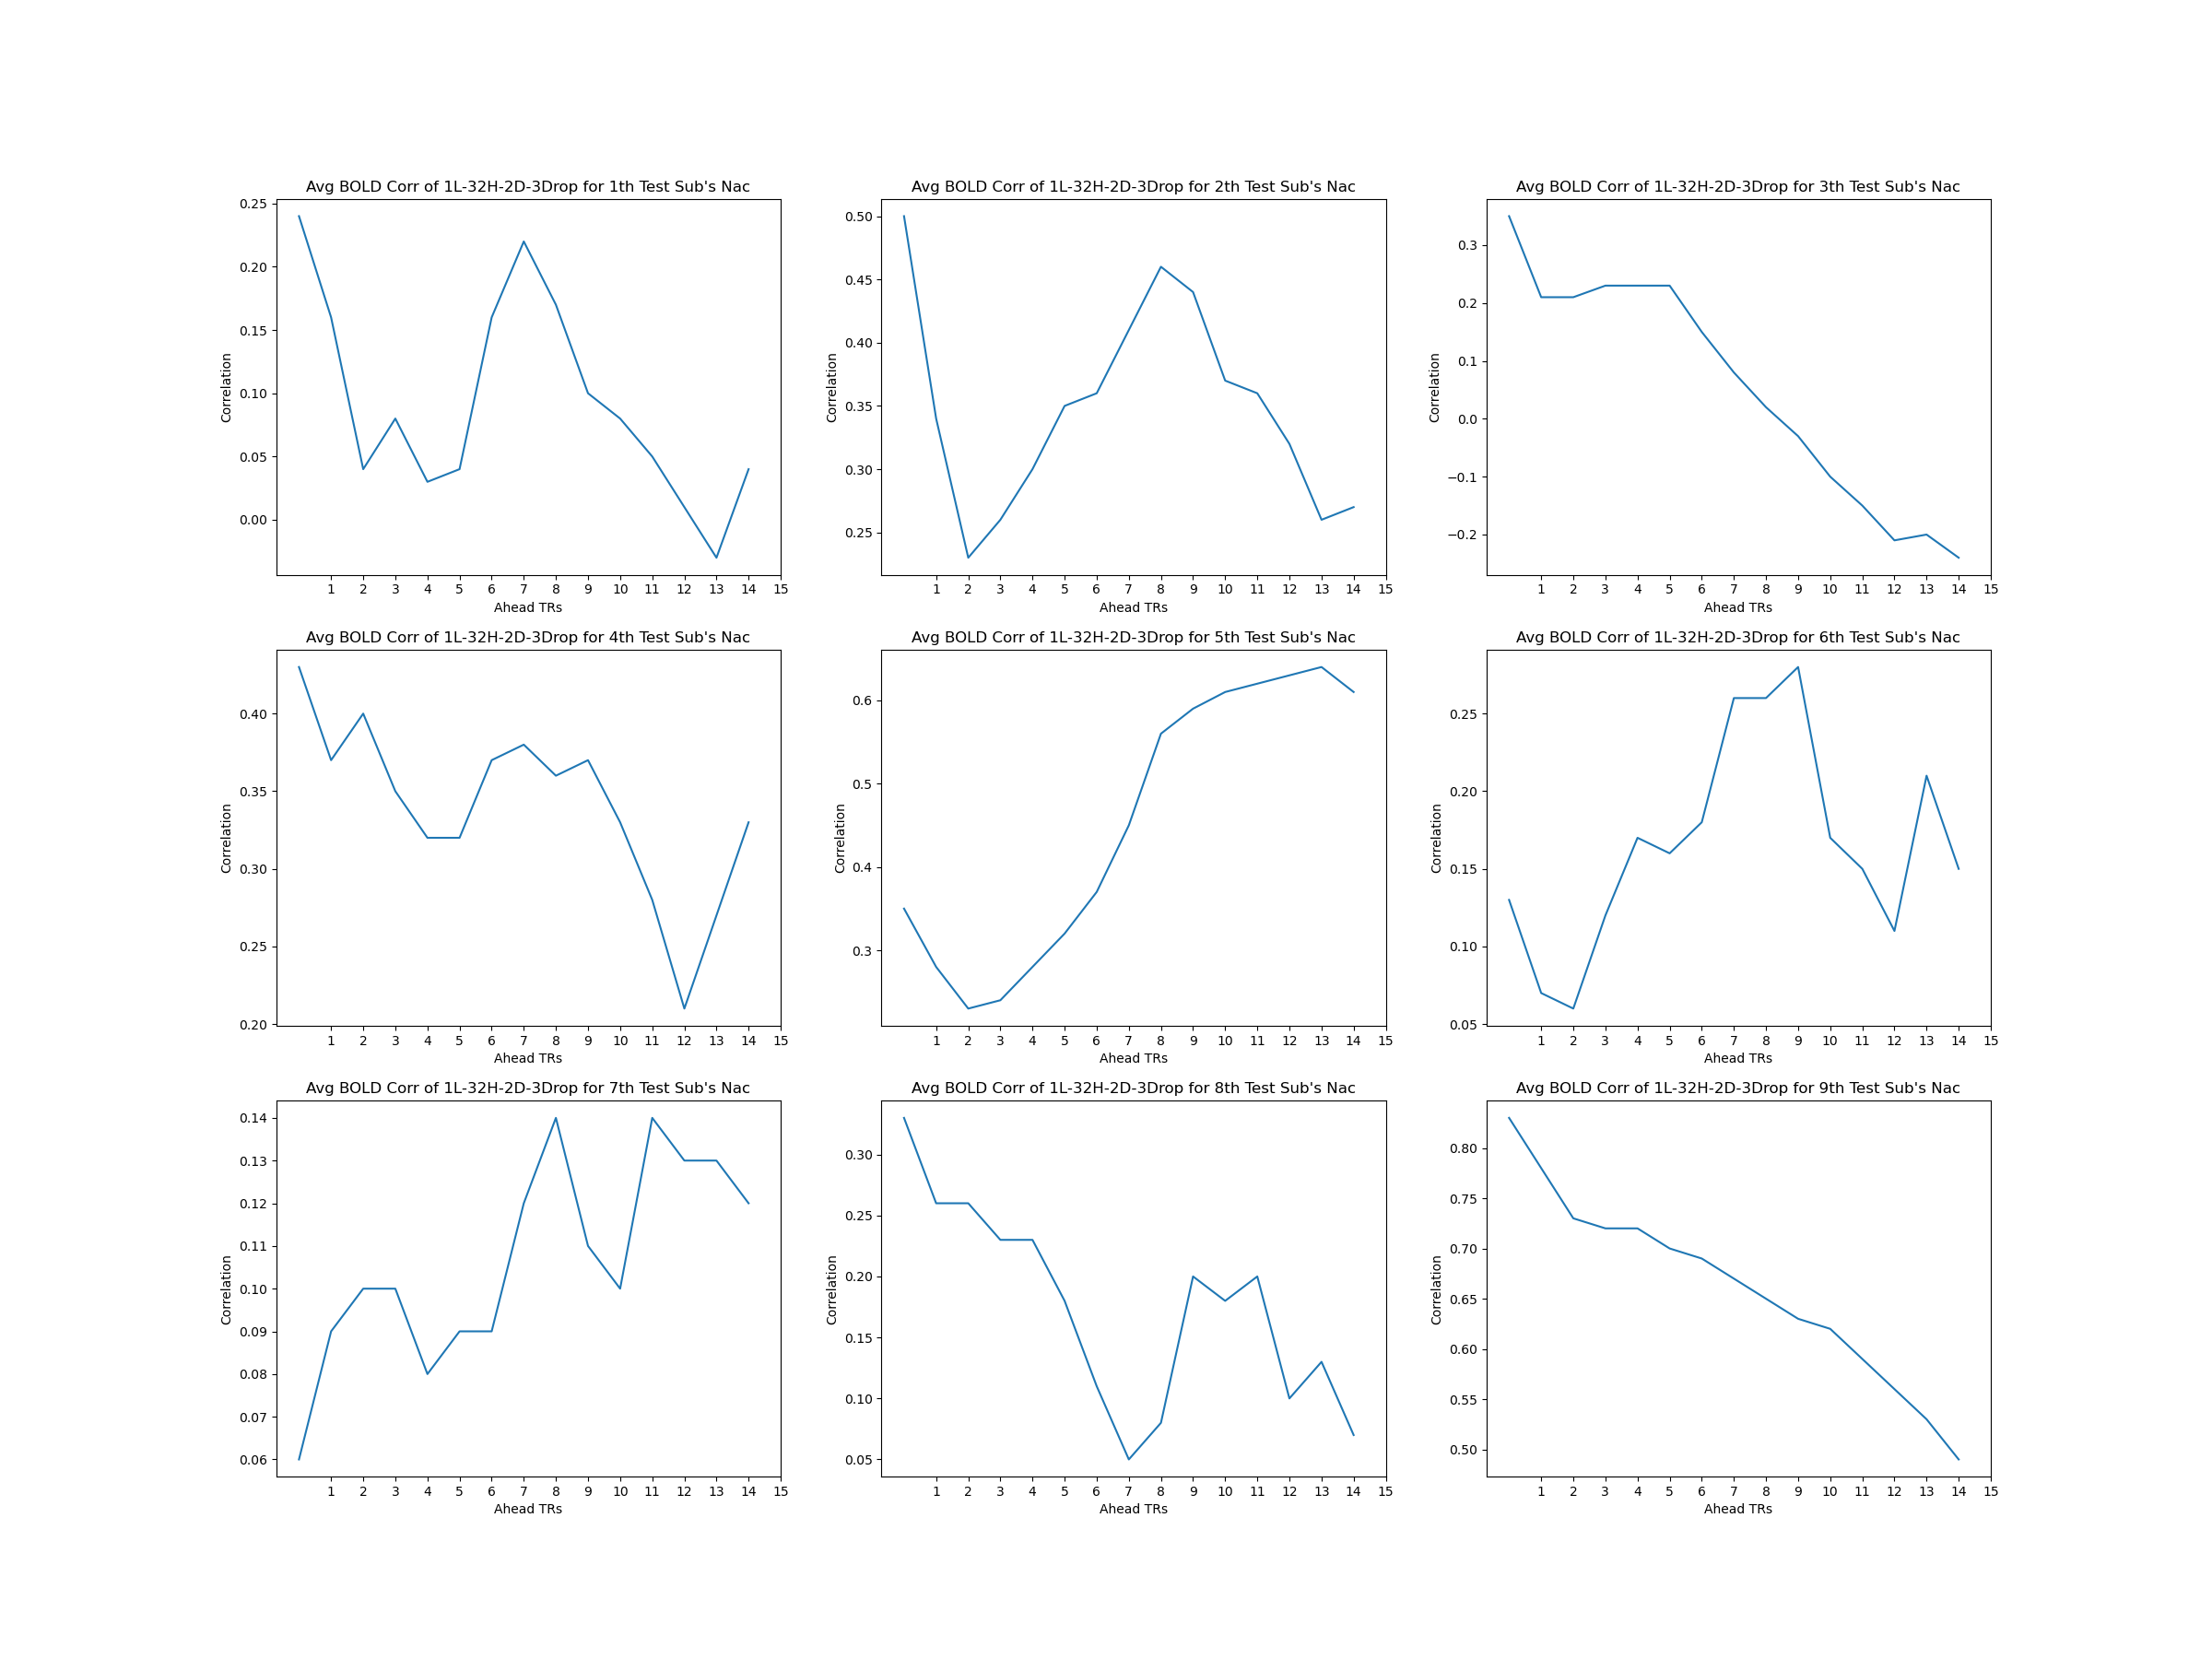 Avg BOLD Corr of 1L-32H-2D-3Drop for 1th Test Sub's Nac
0.25
0.20
0.15
0.10
0.05
0.00
Correlation
1 2 3 4 5 6 7 8 9 10 11 12 13 14 15
Ahead TRs
Avg BOLD Corr of 1L-32H-2D-3Drop for 2th Test Sub's Nac
0.50
0.45
0.40
0.35
0.30
0.25
Correlation
1 2 3 4 5 6 7 8 9 10 11 12 13 14 15
Ahead TRs
Avg BOLD Corr of 1L-32H-2D-3Drop for 3th Test Sub's Nac
0.3
0.2
0.1
0.0
−0.1
−0.2
Correlation
1 2 3 4 5 6 7 8 9 10 11 12 13 14 15
Ahead TRs
Avg BOLD Corr of 1L-32H-2D-3Drop for 4th Test Sub's Nac
0.40
0.35
0.30
0.25
0.20
Correlation
1 2 3 4 5 6 7 8 9 10 11 12 13 14 15
Ahead TRs
Avg BOLD Corr of 1L-32H-2D-3Drop for 5th Test Sub's Nac
0.6
0.5
0.4
0.3
Correlation
1 2 3 4 5 6 7 8 9 10 11 12 13 14 15
Ahead TRs
Avg BOLD Corr of 1L-32H-2D-3Drop for 6th Test Sub's Nac
0.25
0.20
0.15
0.10
0.05
Correlation
1 2 3 4 5 6 7 8 9 10 11 12 13 14 15
Ahead TRs
Avg BOLD Corr of 1L-32H-2D-3Drop for 7th Test Sub's Nac
0.14
0.13
0.12
0.11
0.10
0.09
0.08
0.07
0.06
Correlation
1 2 3 4 5 6 7 8 9 10 11 12 13 14 15
Ahead TRs
Avg BOLD Corr of 1L-32H-2D-3Drop for 8th Test Sub's Nac
0.30
0.25
0.20
0.15
0.10
0.05
Correlation
1 2 3 4 5 6 7 8 9 10 11 12 13 14 15
Ahead TRs
Avg BOLD Corr of 1L-32H-2D-3Drop for 9th Test Sub's Nac
0.80
0.75
0.70
0.65
0.60
0.55
0.50
Correlation
1 2 3 4 5 6 7 8 9 10 11 12 13 14 15
Ahead TRs